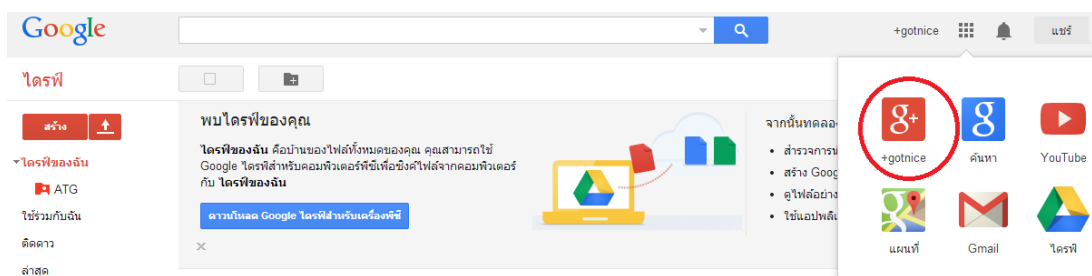 Google
+gotnice
แชร์
ไดรฟ์
สร้าง
ไดรฟ์ของฉัน
ATG
ใช้ร่วมกับฉัน
ติดดาว
ล่าสุด
พบไดรฟ์ของคุณ
ไดรฟ์ของฉัน คือบ้านของไฟล์ทั้งหมดของคุณ คุณสามารถใช้
Google ไดรฟ์สำหรับคอมพิวเตอร์พีซีเพื่อซิงค์ไฟล์จากคอมพิวเตอร์
กับ ไดรฟ์ของฉัน
ดาวน์โหลด Google ไดรฟ์สำหรับเครื่องพีซี
จากนั้นทดลอง
สำรวจการน
สร้าง Goog
ดูไฟล์อย่าง
ใช้แอปพลิเ
g+
g
+gotnice
ค้นหา
YouTube
แผนที่
Gmail
ไดรฟ์